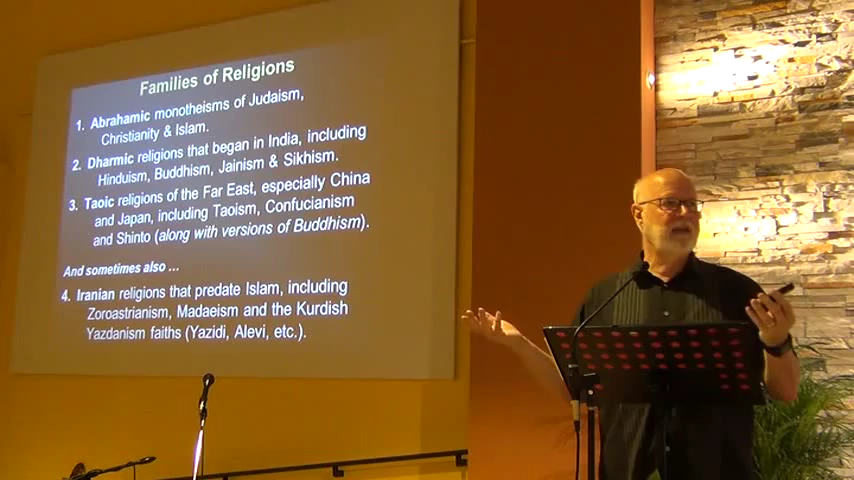 Families of Religions
1. Abrahamic monotheisms of Judaism,
Christianity & Islam.
2. Dharmic religions that began in India, including
Hinduism, Buddhism, Jainism & Sikhism.
3. Taoic religions of the Far East, especially China
and Japan, including Taoism, Confucianism
and Shinto (along with versions of Buddhism).
And sometimes also ...
4. Iranian religions that predate Islam, including
Zoroastrianism, Madaeism and the Kurdish
Yazdanism faiths (Yazidi, Alevi, etc.).